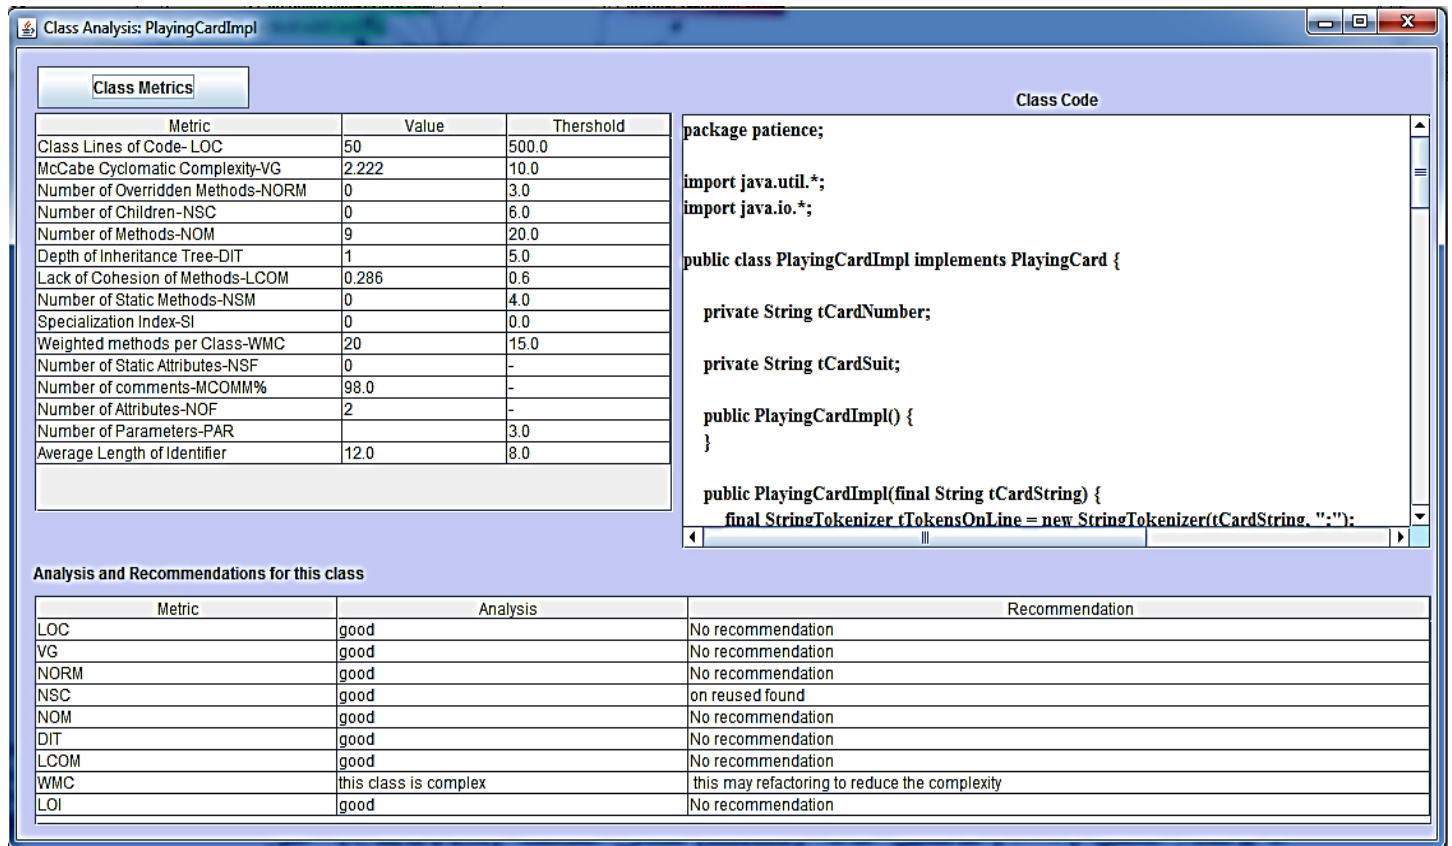 Class Analysis: PlayingCardImpl
Class Metrics
Metric Value Thershold
Class Lines of Code- LOC 50 500.0
McCabe Cyclomatic Complexity-VG 2.222 10.0
Number of Overridden Methods-NORM 0 3.0
Number of Children-NSC 0 6.0
Number of Methods-NOM 9 20.0
Depth of Inheritance Tree-DIT 1 5.0
Lack of Cohesion of Methods-LCOM 0.286 0.6
Number of Static Methods-NSM 0 4.0
Specialization Index-SI 0 0.0
Weighted methods per Class-WMC 20 15.0
Number of Static Attributes-NSF 0 -
Number of comments-MCOMM% 98.0 -
Number of Attributes-NOF 2 -
Number of Parameters-PAR 3.0
Average Length of Identifier 12.0 8.0
Class Code
package patience;
import java.util.*;
import java.io.*;
public class PlayingCardImpl implements PlayingCard {
private String tCardNumber;
private String tCardSuit;
public PlayingCardImpl() {
}
public PlayingCardImpl(final String tCardString) {
final StringTokenizer tTokensOnLine = new StringTokenizer(tCardString, ":");
Analysis and Recommendations for this class
Metric Analysis Recommendation
LOC good No recommendation
VG good No recommendation
NORM good No recommendation
NSC good on reused found
NOM good No recommendation
DIT good No recommendation
LCOM good No recommendation
WMC this class is complex this may refactoring to reduce the complexity
LOI good No recommendation